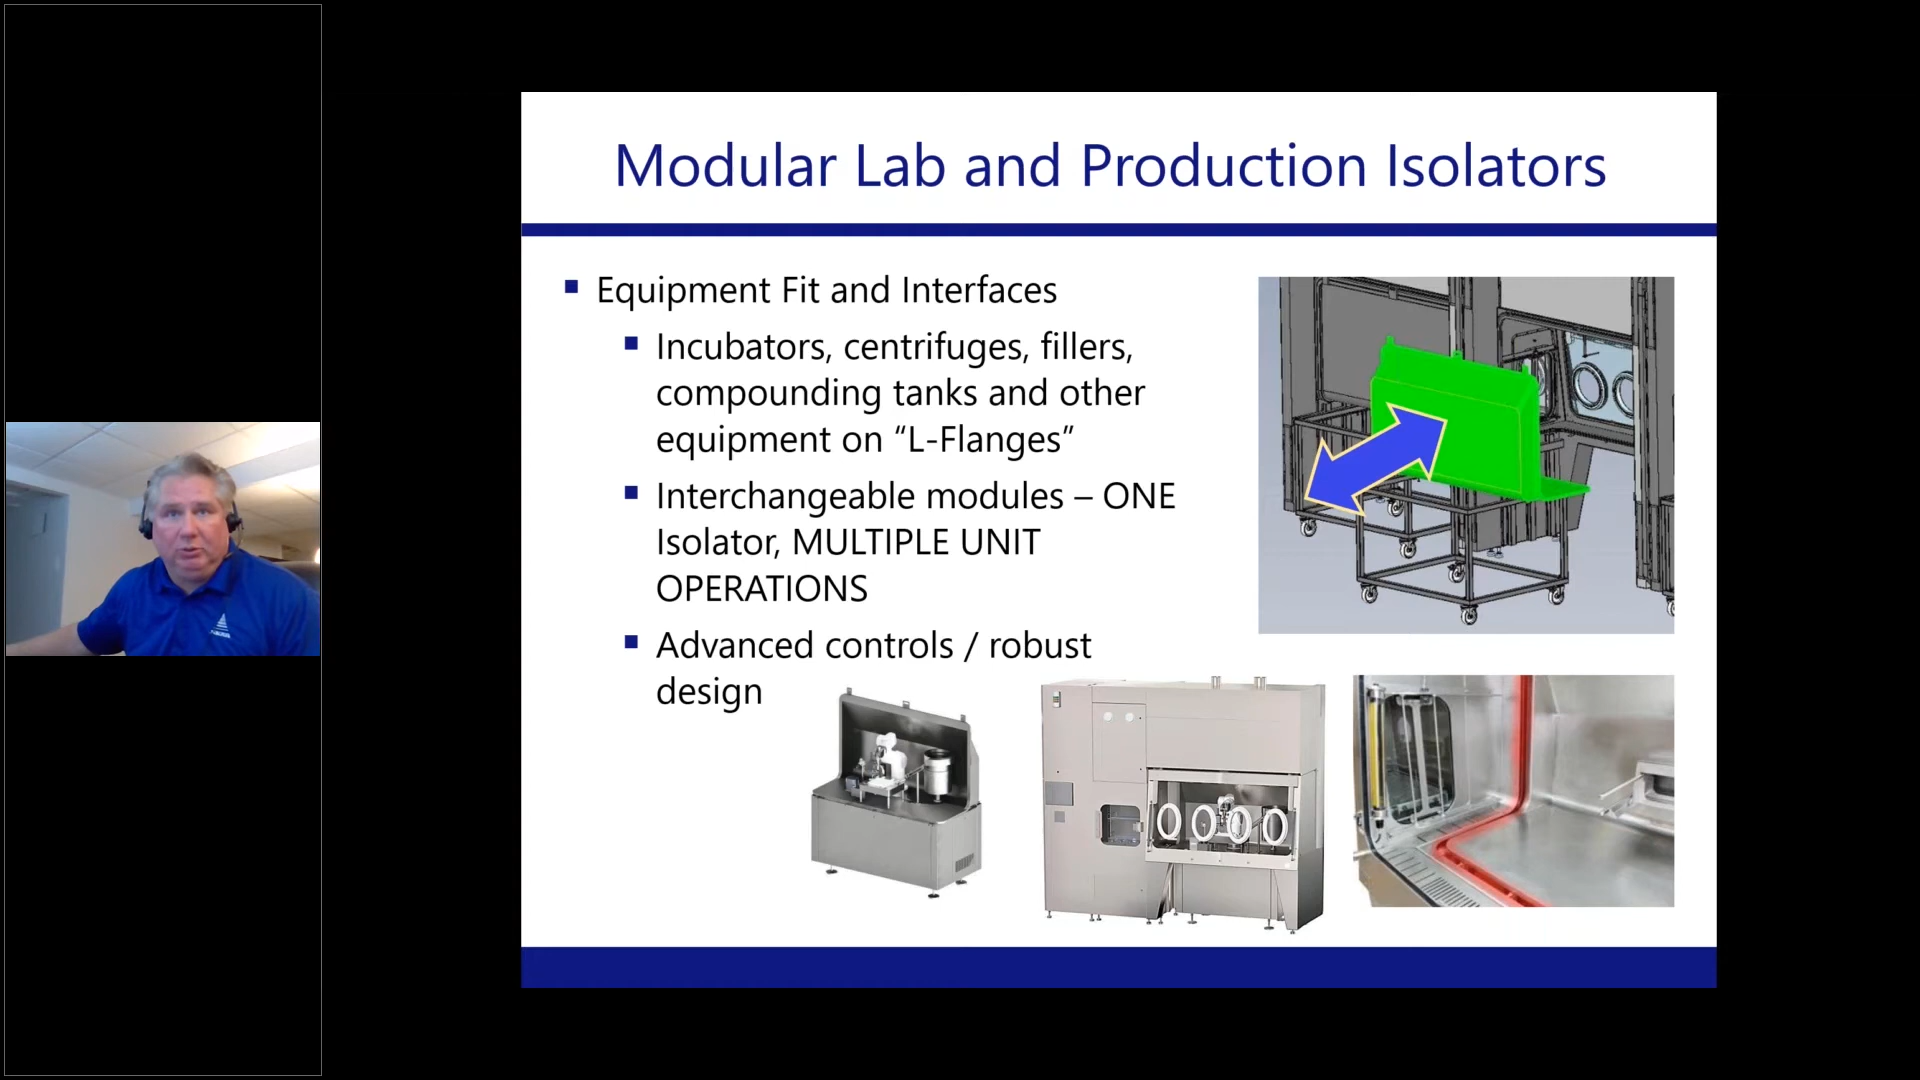 Modular Lab and Production Isolators
Equipment Fit and Interfaces
Incubators, centrifuges, fillers,
compounding tanks and other
equipment on “L-Flanges”
Interchangeable modules – ONE
Isolator, MULTIPLE UNIT
OPERATIONS
Advanced controls / robust
design